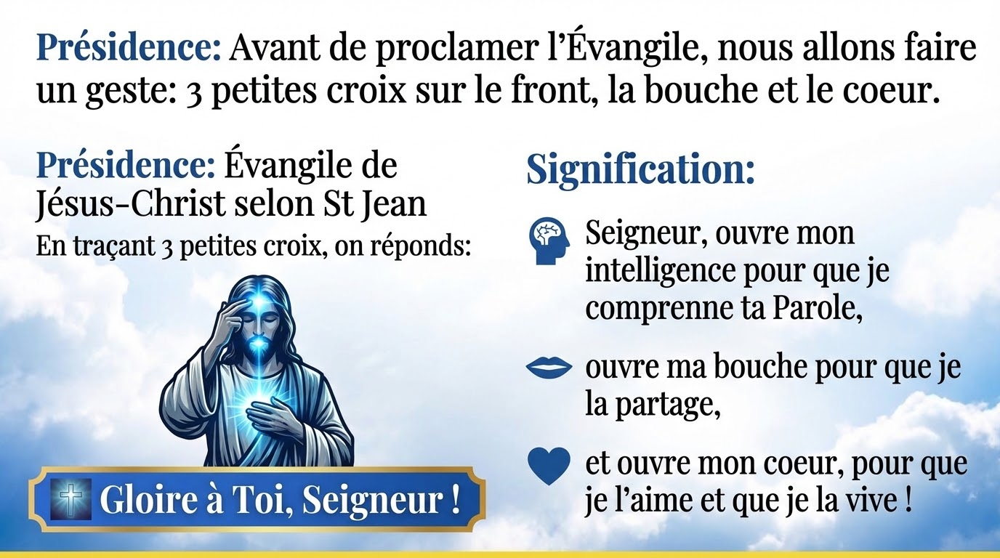 Présidence: Avant de proclamer l’Évangile, nous allons faire
un geste: 3 petites croix sur le front, la bouche et le coeur.
Présidence: Évangile de
Jésus-Christ selon St Jean
En traçant 3 petites croix, on réponds:
Gloire à Toi, Seigneur !
Signification:
Seigneur, ouvre mon
intelligence pour que je
comprenne ta Parole,
ouvre ma bouche pour que je
la partage,
et ouvre mon coeur, pour que
je l’aime et que je la vive !